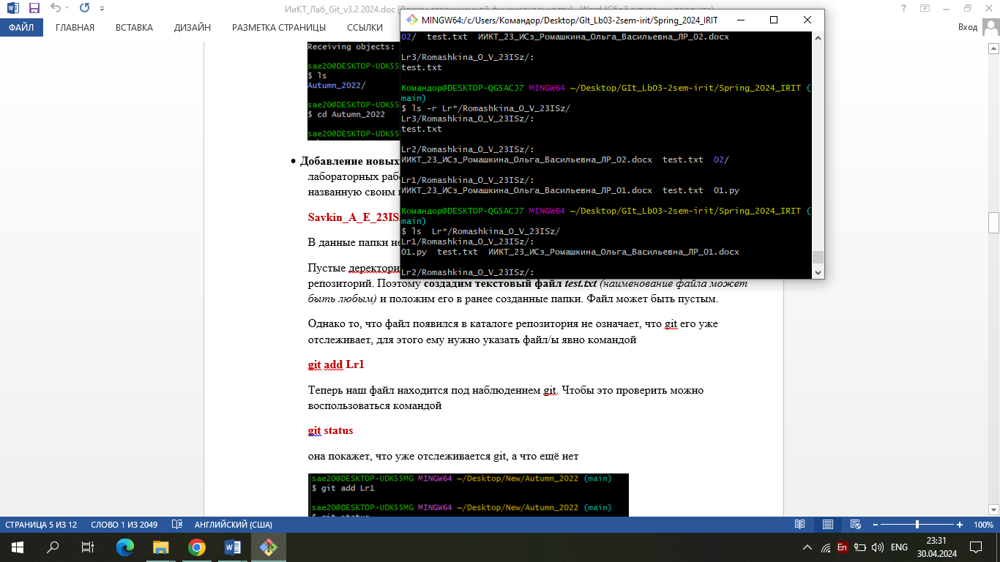 ИиКТ_Лаб_Git_v3.2 2024.doc [Режим ограниченной функциональности] - Word (Сбой активации продукта)
ФАЙЛ ГЛАВНАЯ ВСТАВКА ДИЗАЙН РАЗМЕТКА СТРАНИЦЫ ССЫЛКИ
Вход
Receiving objects:
sae20@DESKTOP-UDK55
$ ls
Autumn_2022/
sae20@DESKTOP-UDK55
$ cd Autumn_2022
sae20@DESKTOP-UDK55
MINGW64:/c/Users/Командор/Desktop/GIt_Lb03-2sem-irit/Spring_2024_IRIT
02/ test.txt ИИКТ_23_ИСз_Ромашкина_Ольга_Васильевна_ЛР_02.docx
Lr3/Romashkina_O_V_23ISz/:
test.txt
Командор@DESKTOP-QG5ACJ7 MINGW64 ~/Desktop/GIt_Lb03-2sem-irit/Spring_2024_IRIT (
main)
$ ls -r Lr*/Romashkina_O_V_23ISz/
Lr3/Romashkina_O_V_23ISz/:
test.txt
Lr2/Romashkina_O_V_23ISz/:
ИИКТ_23_ИСз_Ромашкина_Ольга_Васильевна_ЛР_02.docx test.txt 02/
Lr1/Romashkina_O_V_23ISz/:
ИИКТ_23_ИСз_Ромашкина_Ольга_Васильевна_ЛР_01.docx test.txt 01.py
Командор@DESKTOP-QG5ACJ7 MINGW64 ~/Desktop/GIt_Lb03-2sem-irit/Spring_2024_IRIT (
main)
$ ls Lr*/Romashkina_O_V_23ISz/
Lr1/Romashkina_O_V_23ISz/:
01.py test.txt ИИКТ_23_ИСз_Ромашкина_Ольга_Васильевна_ЛР_01.docx
Lr2/Romashkina_O_V_23ISz/:
• Добавление новых
лабораторных раб
названную своим
Savkin_A_E_23IS
В данные папки не
Пустые деректори
репозиторий. Поэтому создадим текстовый файл test.txt (наименование файла может
быть любым) и положим его в ранее созданные папки. Файл может быть пустым.
Однако то, что файл появился в каталоге репозитория не означает, что git его уже
отслеживает, для этого ему нужно указать файл/ы явно командой
git add Lr1
Теперь наш файл находится под наблюдением git. Чтобы это проверить можно
воспользоваться командой
git status
она покажет, что уже отслеживается git, а что ещё нет
sae20@DESKTOP-UDK55MG MINGW64 ~/Desktop/New/Autumn_2022 (main)
$ git add Lr1
sae20@DESKTOP-UDK55MG MINGW64 ~/Desktop/New/Autumn_2022 (main)
$ git status
СТРАНИЦА 5 ИЗ 12 СЛОВО 1 ИЗ 2049 АНГЛИЙСКИЙ (США) 100%
En ENG 23:31
30.04.2024